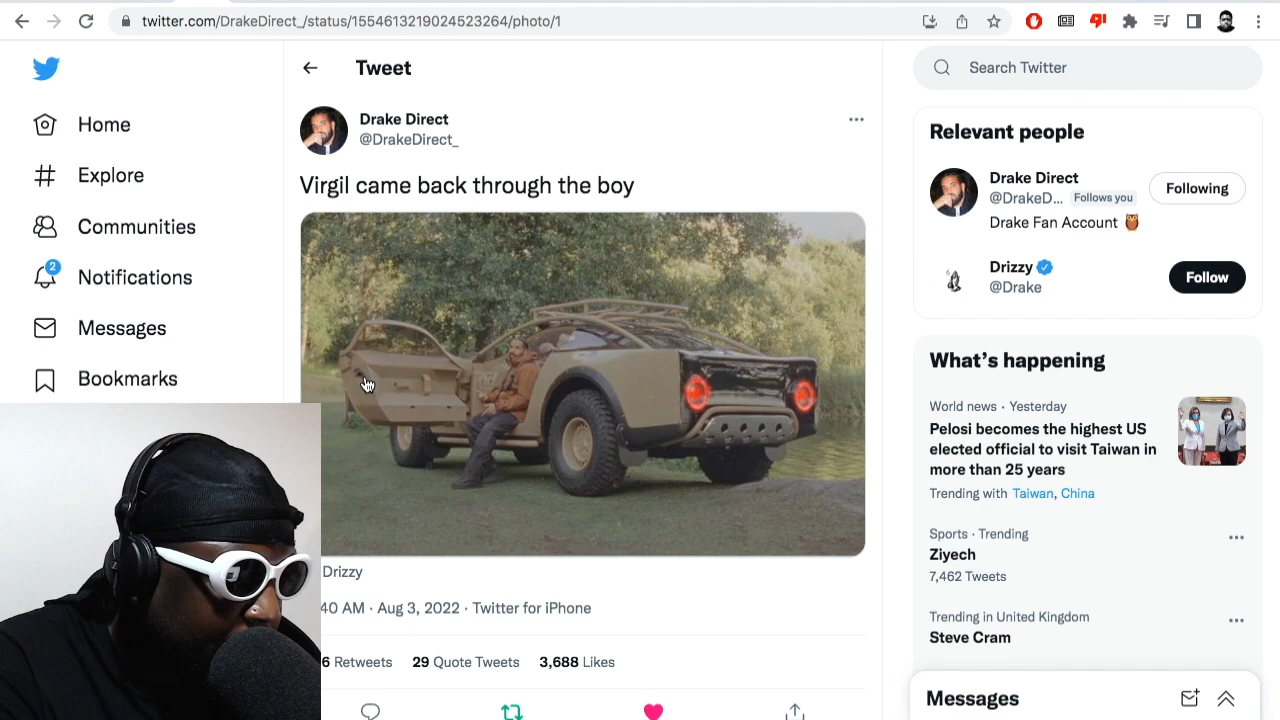 twitter.com/DrakeDirect_/status/1554613219024523264/photo/1
Home
Explore
Communities
2
Notifications
Messages
Bookmarks
Tweet
Drake Direct
@DrakeDirect_
Virgil came back through the boy
Drizzy
40 AM · Aug 3, 2022 · Twitter for iPhone
6 Retweets 29 Quote Tweets 3,688 Likes
Search Twitter
Relevant people
Drake Direct
@DrakeD... Follows you
Following
Drake Fan Account
Drizzy
@Drake
Follow
What's happening
World news · Yesterday
Pelosi becomes the highest US
elected official to visit Taiwan in
more than 25 years
Trending with Taiwan, China
Sports · Trending
Ziyech
7,462 Tweets
Trending in United Kingdom
Steve Cram
Messages